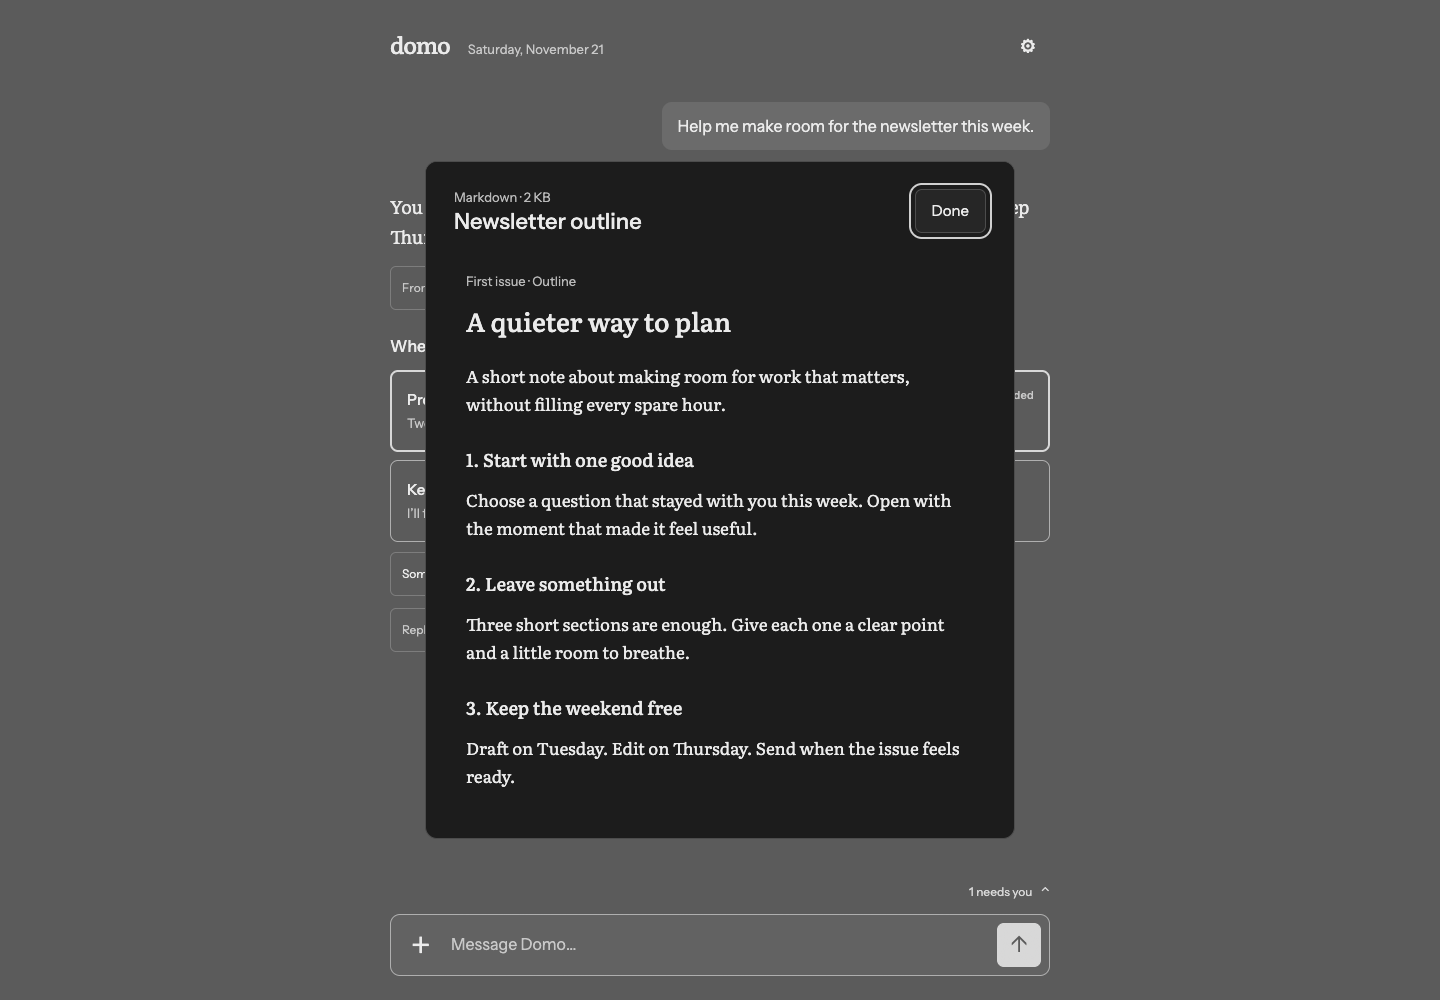 domo Saturday, November 21
Help me make room for the newsletter this week.
You
Markdown · 2 KB
Newsletter outline
Done
First issue · Outline
A quieter way to plan
A short note about making room for work that matters,
without filling every spare hour.
1. Start with one good idea
Choose a question that stayed with you this week. Open with
the moment that made it feel useful.
2. Leave something out
Three short sections are enough. Give each one a clear point
and a little room to breathe.
3. Keep the weekend free
Draft on Tuesday. Edit on Thursday. Send when the issue feels
ready.
1 needs you
Message Domo...